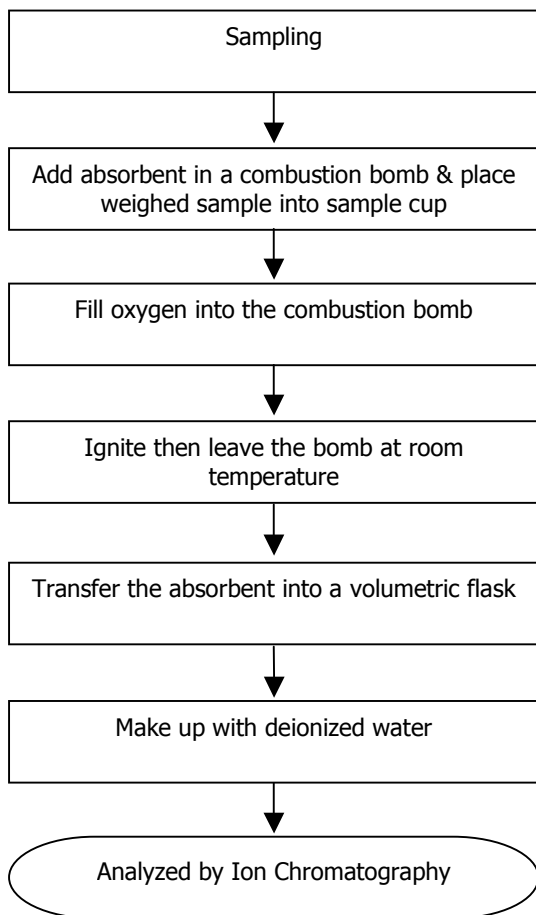 Sampling
Add absorbent in a combustion bomb & place
weighed sample into sample cup
Fill oxygen into the combustion bomb
Ignite then leave the bomb at room
temperature
Transfer the absorbent into a volumetric flask
Make up with deionized water
Analyzed by Ion Chromatography